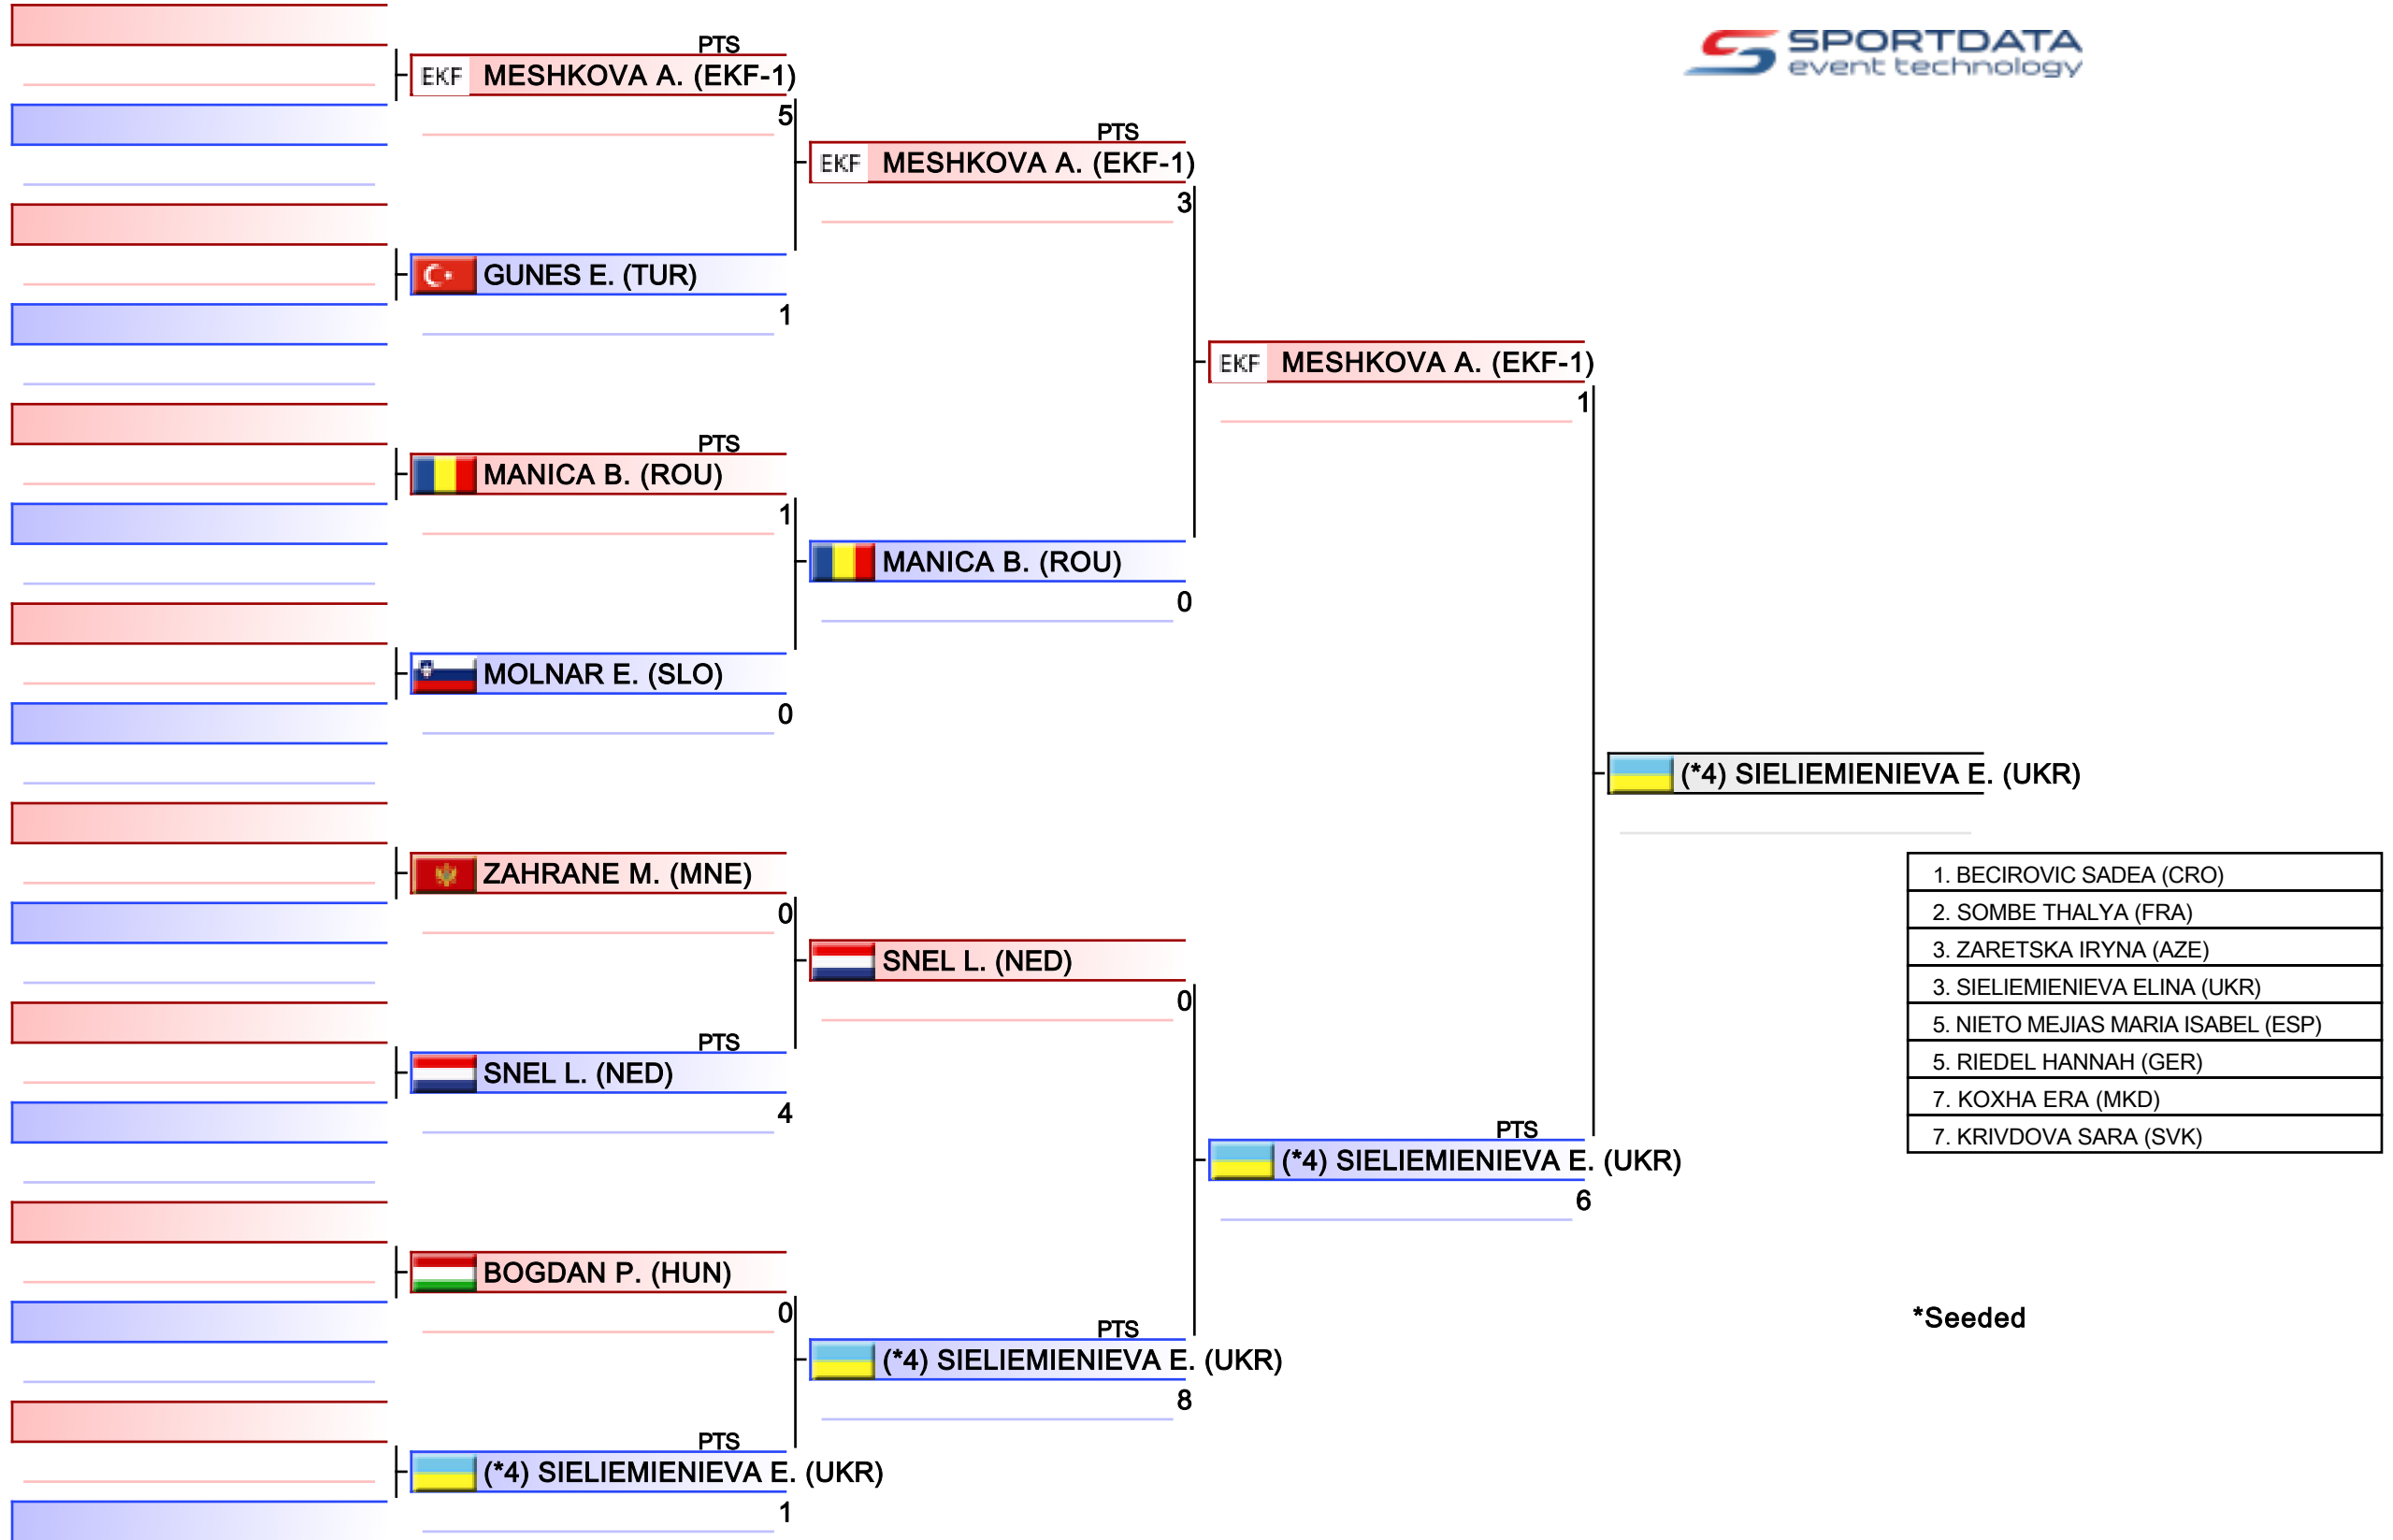 SPORTDATA
event technology
PTS
EKF MESHKOVA A. (EKF-1)
5
GUNES E. (TUR)
1
PTS
MANICA B. (ROU)
1
MOLNAR E. (SLO)
0
ZAHRANE M. (MNE)
0
PTS
SNEL L. (NED)
4
BOGDAN P. (HUN)
0
PTS
(*4) SIELIEMIENIEVA E. (UKR)
1
PTS
EKF MESHKOVA A. (EKF-1)
3
MANICA B. (ROU)
0
SNEL L. (NED)
0
PTS
(*4) SIELIEMIENIEVA E. (UKR)
8
EKF MESHKOVA A. (EKF-1)
1
PTS
(*4) SIELIEMIENIEVA E. (UKR)
6
(*4) SIELIEMIENIEVA E. (UKR)
1. BECIROVIC SADEA (CRO)
2. SOMBE THALYA (FRA)
3. ZARETSKA IRYNA (AZE)
3. SIELIEMIENIEVA ELINA (UKR)
5. NIETO MEJIAS MARIA ISABEL (ESP)
5. RIEDEL HANNAH (GER)
7. KOXHA ERA (MKD)
7. KRIVDOVA SARA (SVK)
*Seeded